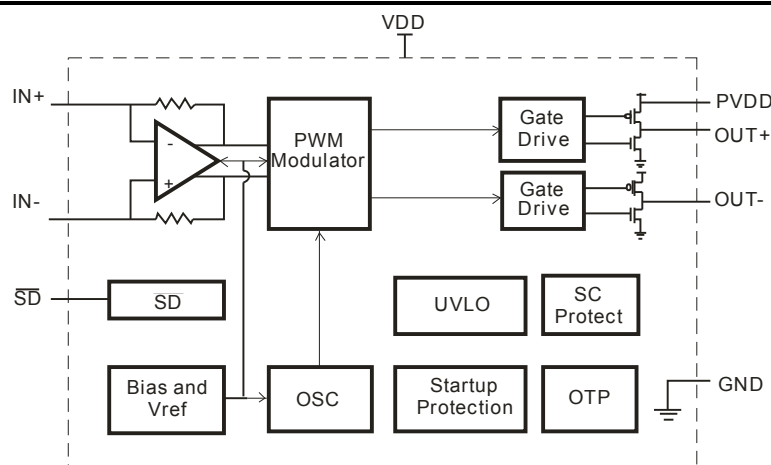 VDD
IN+
PVDD
Gate
Drive
PWM
Modulator
-
OUT+
+
IN-
Gate
Drive
OUT-
SD
SD
UVLO
SC
Protect
Bias and
Vref
OSC
Startup
Protection
OTP
GND